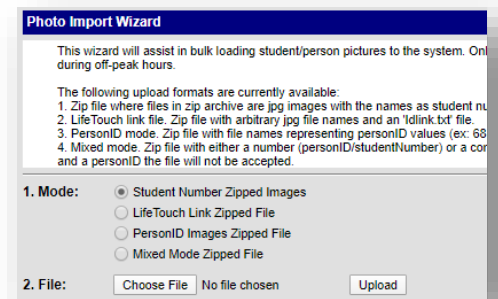 Photo Import Wizard
This wizard will assist in bulk loading student/person pictures to the system. Onl
during off-peak hours.
The following upload formats are currently available:
1. Zip file where files in zip archive are jpg images with the names as student nu
2. LifeTouch link file. Zip file with arbitrary jpg file names and an 'Idlink.txt' file.
3. PersonID mode. Zip file with file names representing personID values (ex: 68
4. Mixed mode. Zip file with either a number (personID/studentNumber) or a cor
and a personID the file will not be accepted.
1. Mode: Student Number Zipped Images
LifeTouch Link Zipped File
PersonID Images Zipped File
Mixed Mode Zipped File
2. File: Choose File No file chosen Upload